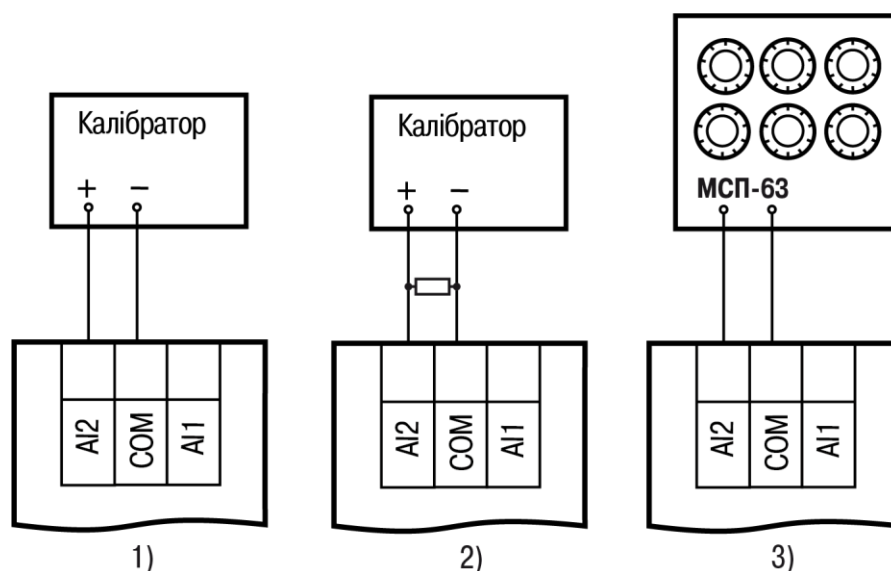 Калібратор
+ −
AI2
COM
AI1
1)
Калібратор
+ −
AI2
COM
AI1
2)
МСП-63
AI2
COM
AI1
3)